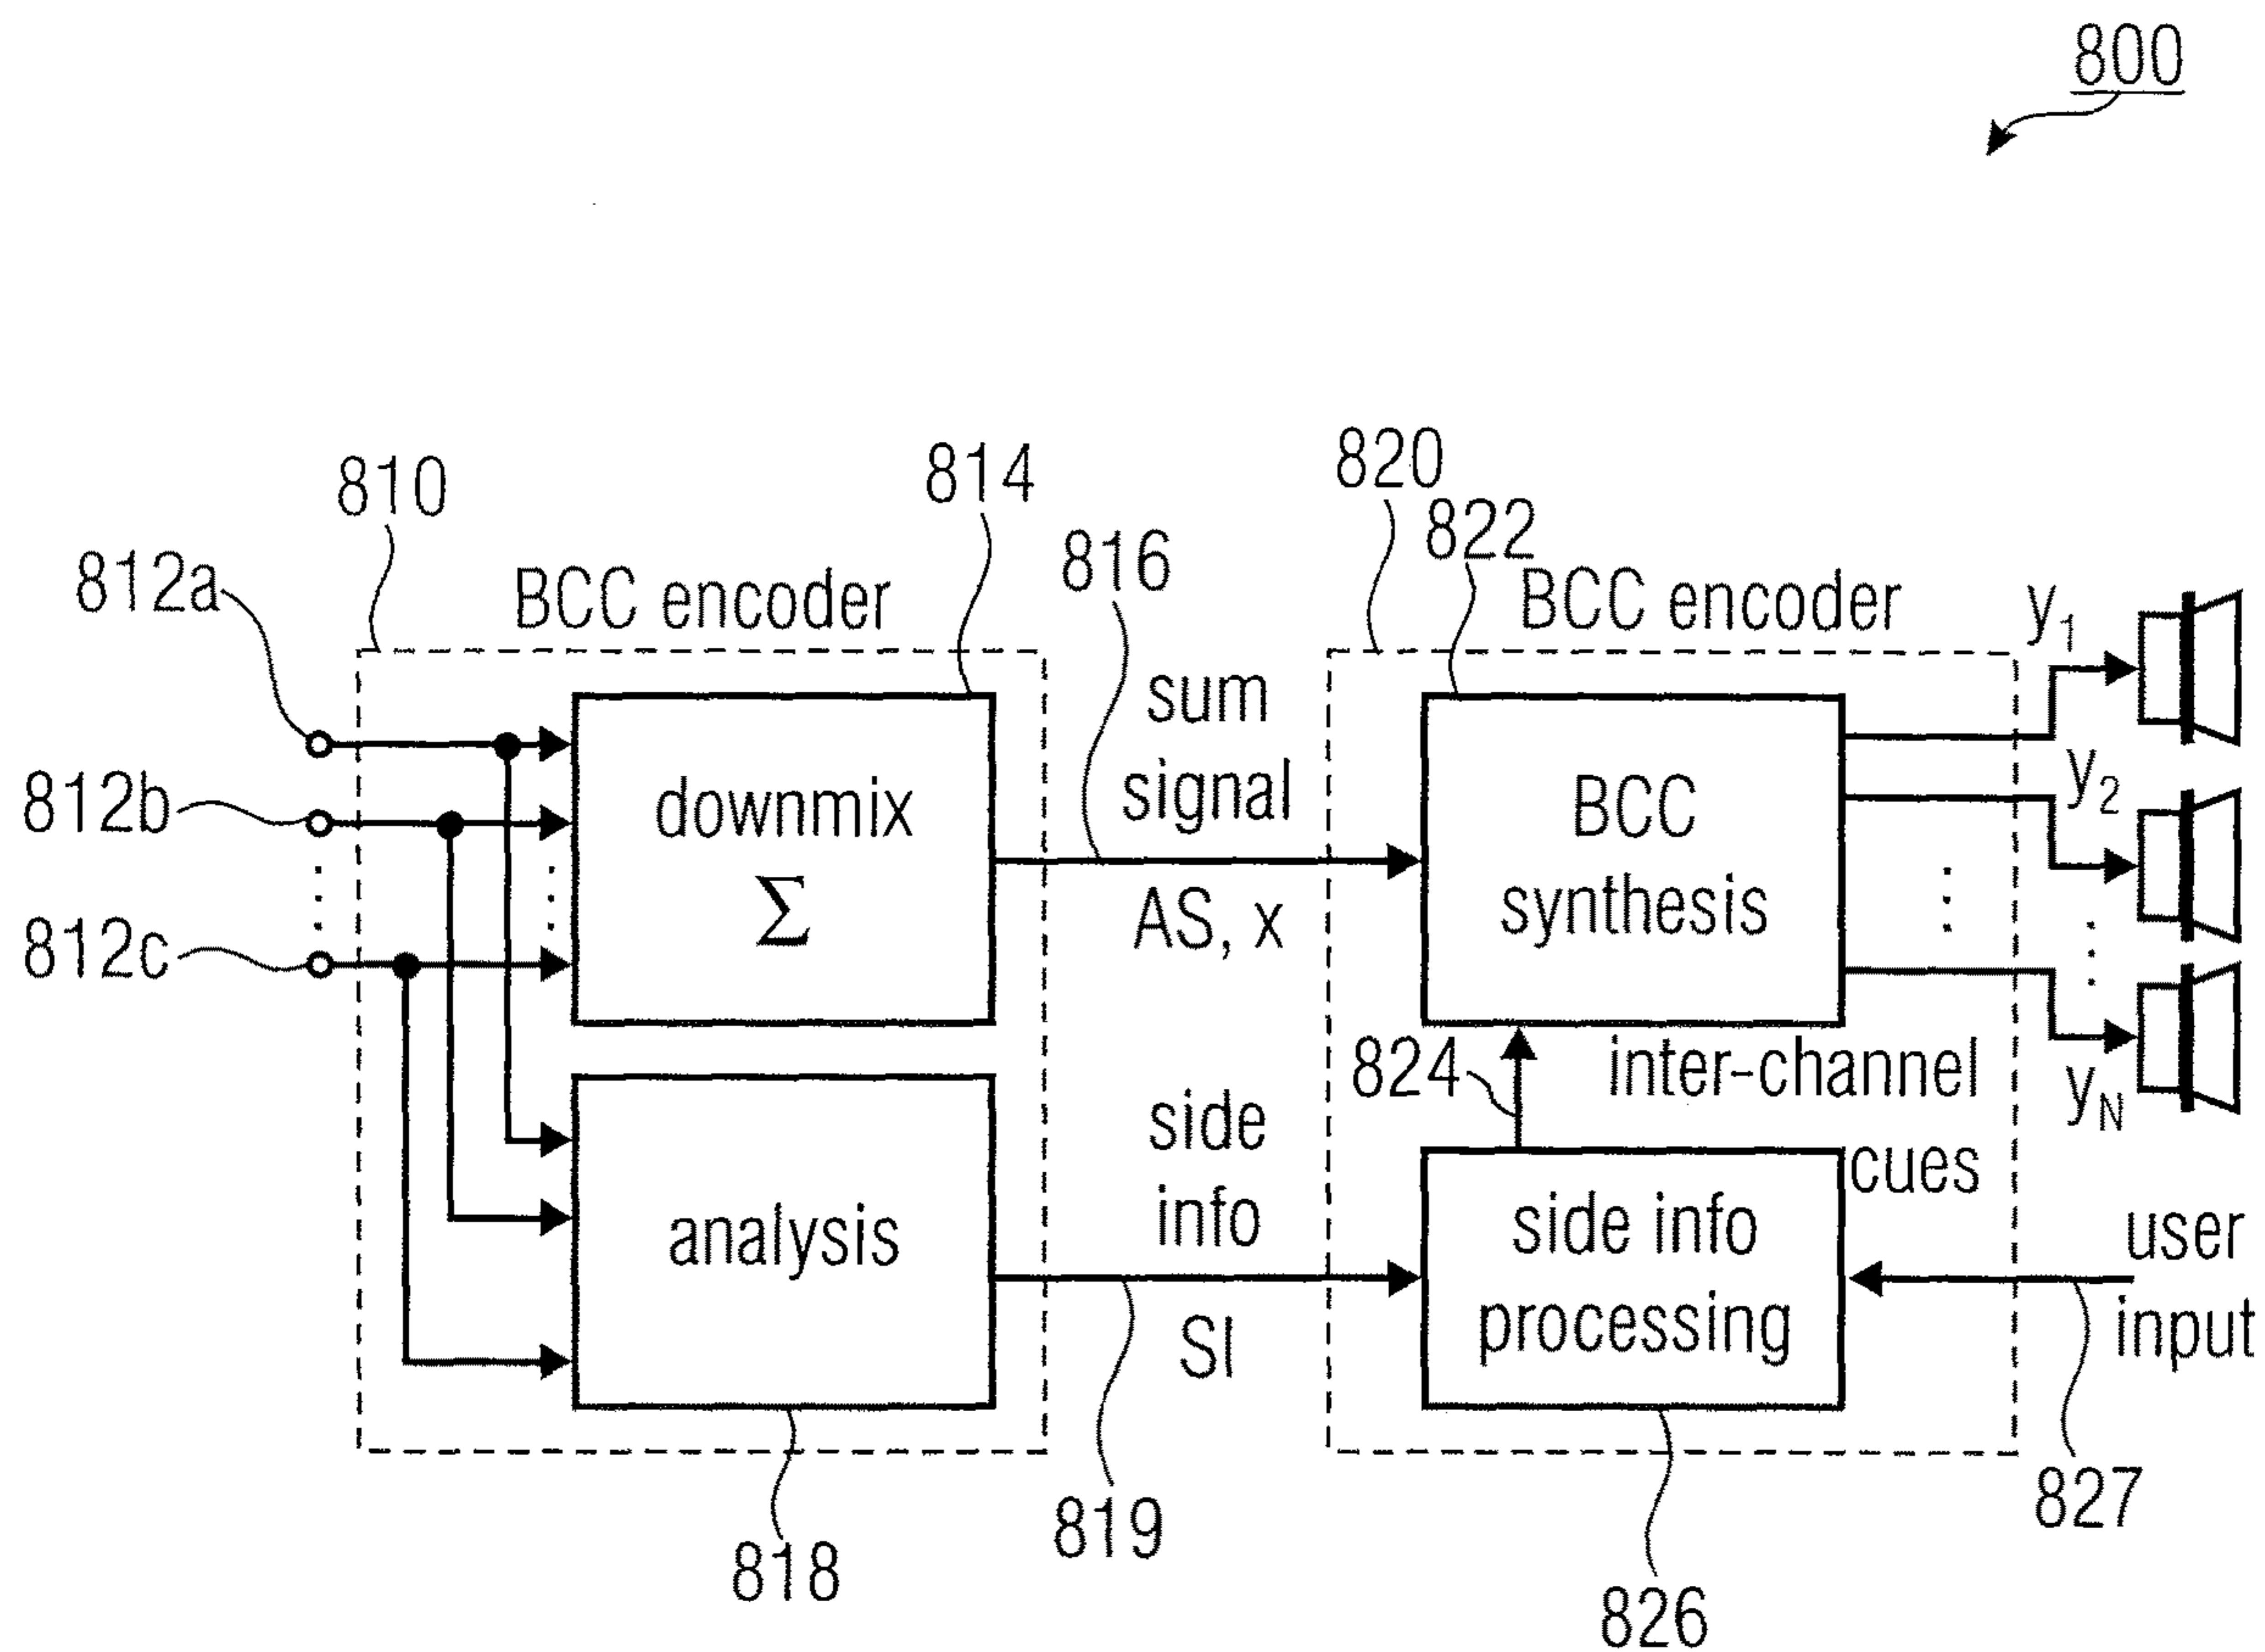 800
810
814
820
822
816
812a
BCC encoder
BCC encoder
y1
sum
signal
812b
downmix
Σ
BCC
synthesis
y2
AS, x
812c
824
inter-channel
cues
yN
side
info
analysis
side info
processing
user
input
SI
819
827
818
826